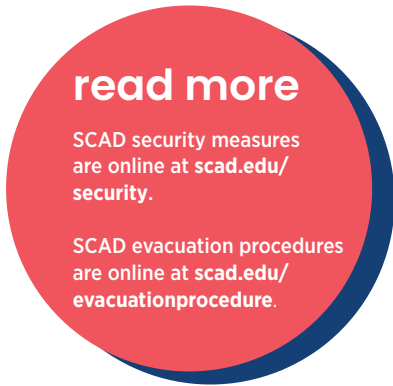 read more
SCAD security measures
are online at scad.edu/
security.
SCAD evacuation procedures
are online at scad.edu/
evacuationprocedure.